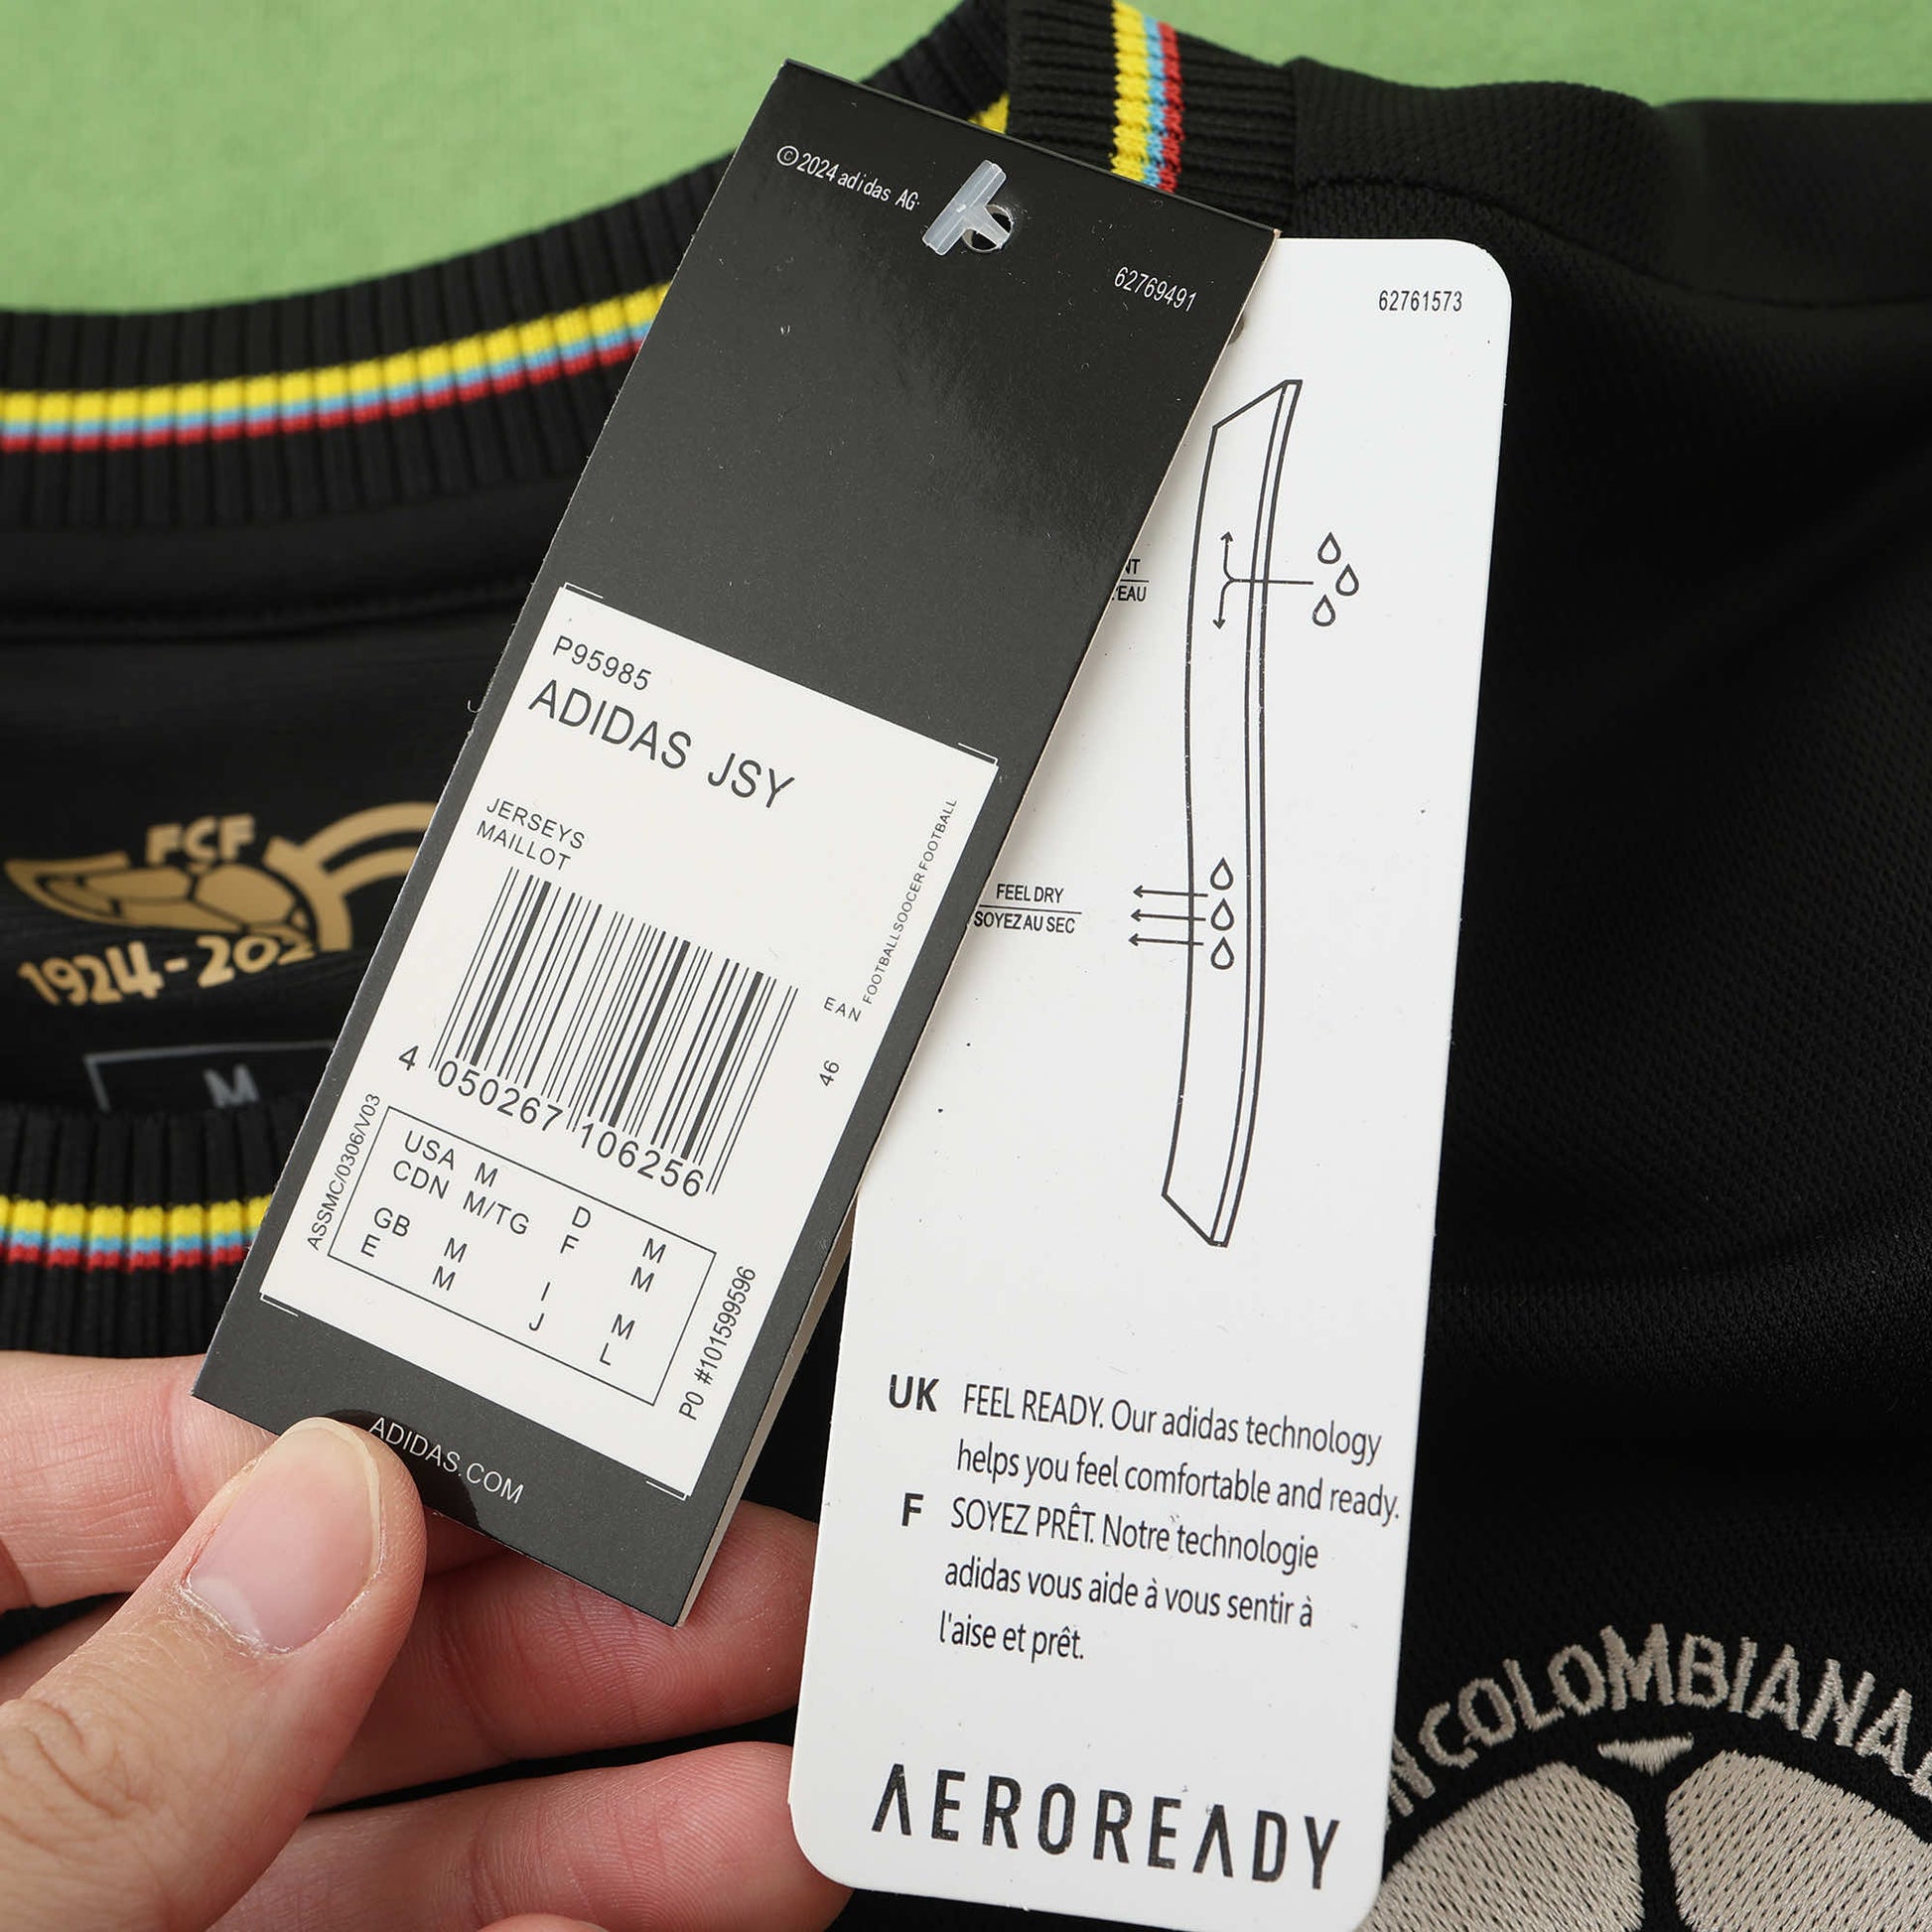 ©2024 adidas AG·
62769491
62761573
P95985
ADIDAS JSY
JERSEYS
MAILLOT
FOOTBALLSOCCER FOOTBALL
EAN
46
4 050267 106256
ASSMC/0306/V03
USA M D M
CDN M/TG F M
GB M I M
E M J L
PO #101599596
ADIDAS.COM
FEEL DRY
SOYEZ AU SEC
UK FEEL READY. Our adidas technology
helps you feel comfortable and ready.
F SOYEZ PRÊT. Notre technologie
adidas vous aide à vous sentir à
l'aise et prêt.
AEROREADY
FCF
1924-202
M
COLOMBIANA